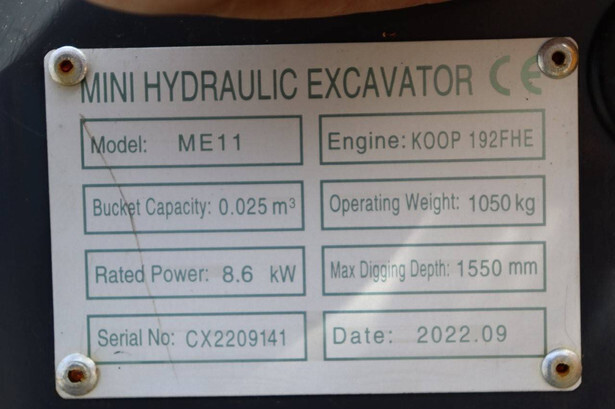 MINI HYDRAULIC EXCAVATOR CE
Model: ME11
Engine: KOOP 192FHE
Bucket Capacity: 0.025 m³
Operating Weight: 1050 kg
Rated Power: 8.6 kW
Max Digging Depth: 1550 mm
Serial No: CX2209141
Date: 2022.09